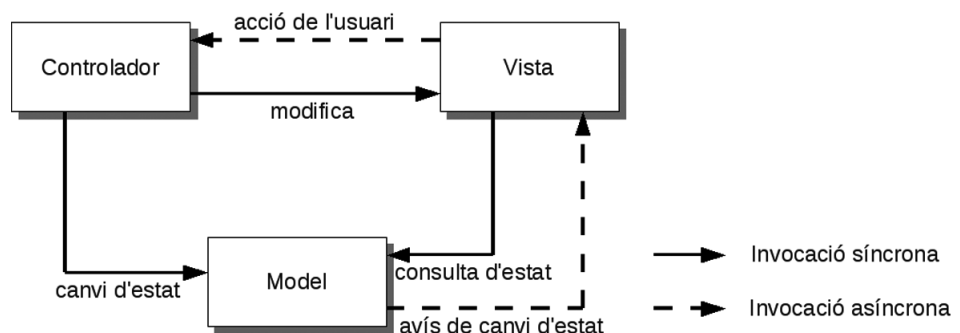 acció de l'usuari
Controlador
Vista
modifica
Model
consulta d'estat
canvi d'estat
avís de canvi d'estat
Invocació síncrona
Invocació asíncrona